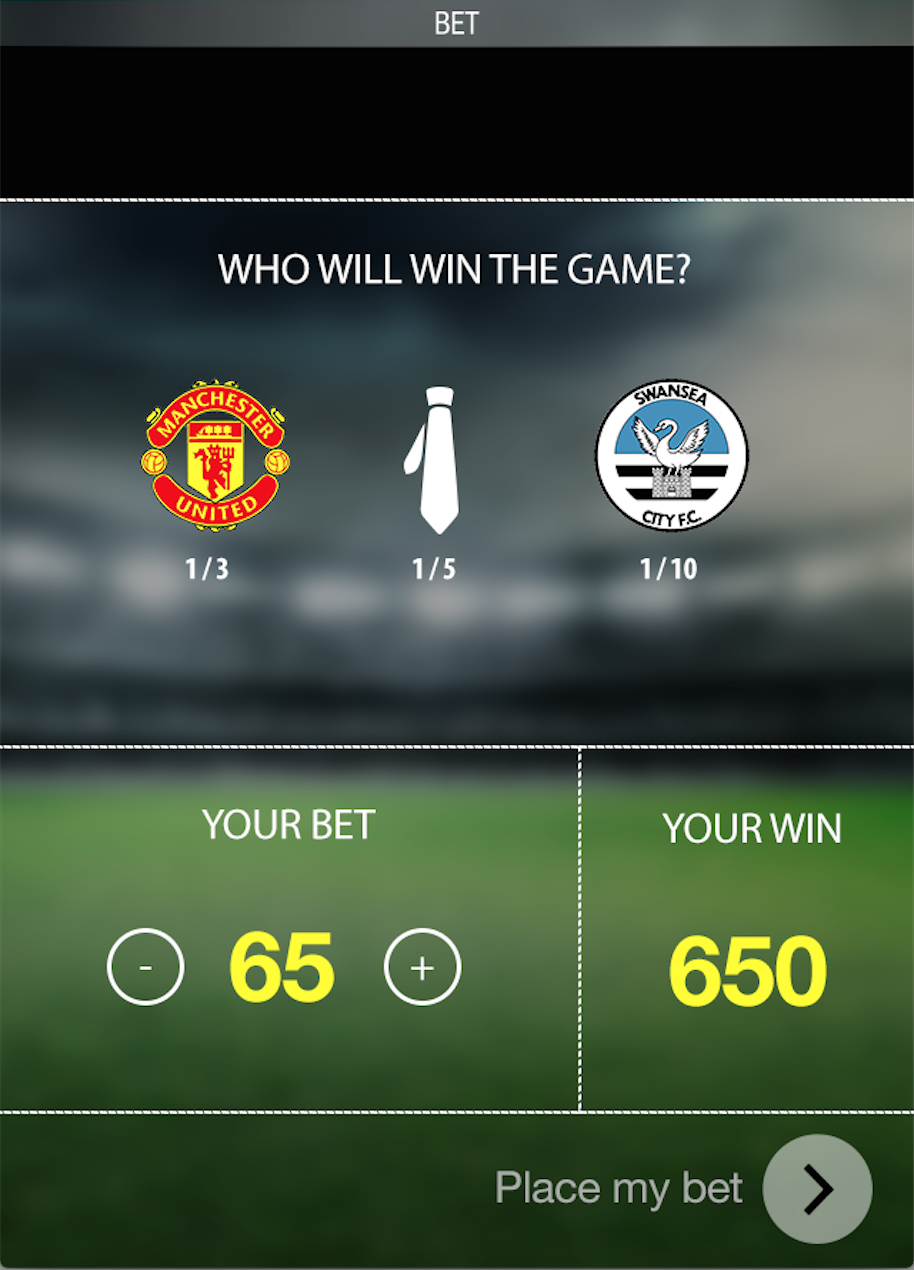 BET
WHO WILL WIN THE GAME?
MANCHESTER
UNITED
SWANSEA
CITY F.C.
1/3
1/5
1/10
YOUR BET
YOUR WIN
- 65 +
650
Place my bet